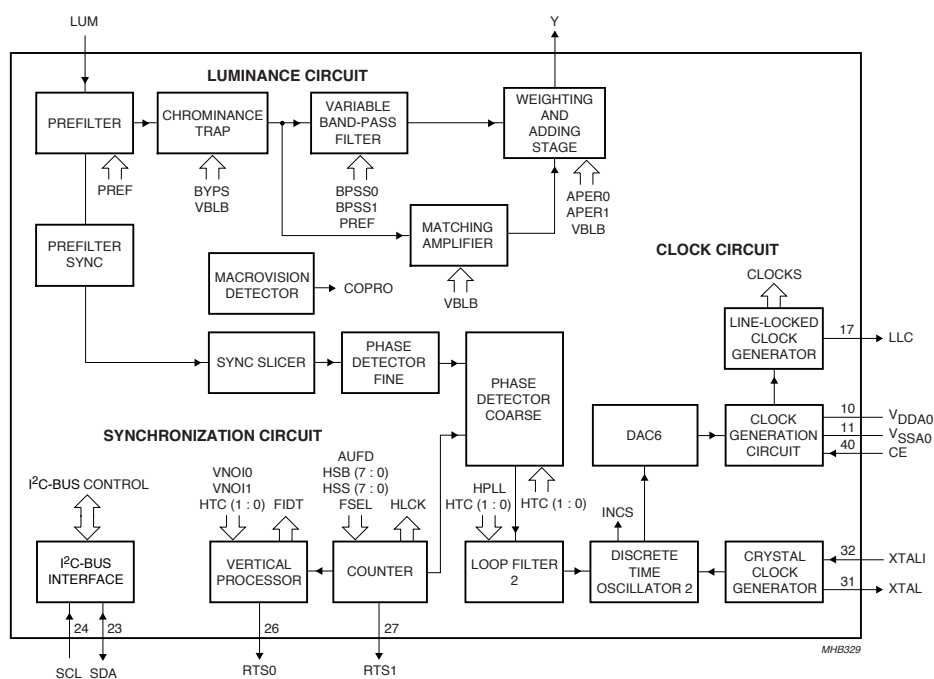 LUM
Y
LUMINANCE CIRCUIT
PREFILTER
CHROMINANCE
TRAP
VARIABLE
BAND-PASS
FILTER
WEIGHTING
AND
ADDING
STAGE
PREF
BYPS
VBLB
BPSS0
BPSS1
PREF
APER0
APER1
VBLB
PREFILTER
SYNC
MATCHING
AMPLIFIER
VBLB
MACROVISION
DETECTOR
COPRO
CLOCK CIRCUIT
CLOCKS
LINE-LOCKED
CLOCK
GENERATOR
17
LLC
SYNC SLICER
PHASE
DETECTOR
FINE
PHASE
DETECTOR
COARSE
DAC6
CLOCK
GENERATION
CIRCUIT
10
VDDA0
11
VSSA0
40
CE
SYNCHRONIZATION CIRCUIT
I²C-BUS CONTROL
VNOI0
VNOI1
HTC (1 : 0)
FIDT
AUFD
HSB (7 : 0)
HSS (7 : 0)
FSEL
HLCK
HPLL
HTC (1 : 0)
HTC (1 : 0)
INCS
I²C-BUS
INTERFACE
VERTICAL
PROCESSOR
COUNTER
LOOP FILTER
2
DISCRETE
TIME
OSCILLATOR 2
CRYSTAL
CLOCK
GENERATOR
32
XTALI
31
XTAL
24
23
26
27
SCL
SDA
RTS0
RTS1
MHB329